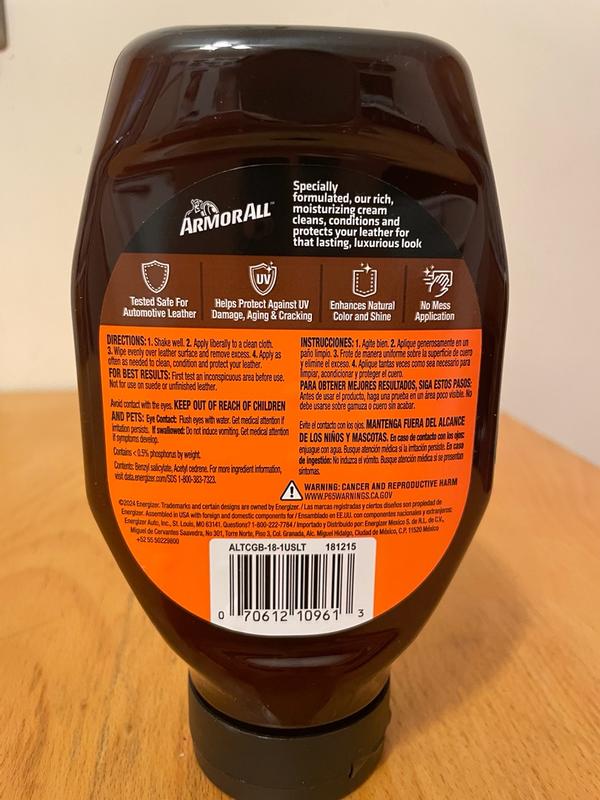 ARMOR ALL™
Specially
formulated, our rich,
moisturizing cream
cleans, conditions and
protects your leather for
that lasting, luxurious look
Tested Safe For
Automotive Leather
UV
Helps Protect Against UV
Damage, Aging & Cracking
Enhances Natural
Color and Shine
No Mess
Application
DIRECTIONS: 1. Shake well. 2. Apply liberally to a clean cloth.
3. Wipe evenly over leather surface and remove excess. 4. Apply as
often as needed to clean, condition and protect your leather.
FOR BEST RESULTS: First test an inconspicuous area before use.
Not for use on suede or unfinished leather.
Avoid contact with the eyes. KEEP OUT OF REACH OF CHILDREN
AND PETS: Eye Contact: Flush eyes with water. Get medical attention if
irritation persists. If swallowed: Do not induce vomiting. Get medical attention
if symptoms develop.
Contains < 0.5% phosphorus by weight.
Contents: Benzyl salicylate, Acetyl cedrene. For more ingredient information,
visit data.energizer.com/SDS 1-800-383-7323.
INSTRUCCIONES: 1. Agite bien. 2. Aplique generosamente en un
paño limpio. 3. Frote de manera uniforme sobre la superficie de cuero
y elimine el exceso. 4. Aplique tantas veces como sea necesario para
limpiar, acondicionar y proteger el cuero.
PARA OBTENER MEJORES RESULTADOS, SIGA ESTOS PASOS:
Antes de usar el producto, haga una prueba en un área poco visible. No
debe usarse sobre gamuza o cuero sin acabar.
Evite el contacto con los ojos. MANTENGA FUERA DEL ALCANCE
DE LOS NIÑOS Y MASCOTAS. En caso de contacto con los ojos:
enjuague con agua. Busque atención médica si la irritación persiste. En caso
de ingestión: No induzca el vómito. Busque atención médica si se presentan
síntomas.
WARNING: CANCER AND REPRODUCTIVE HARM
WWW.P65WARNINGS.CA.GOV
©2024 Energizer. Trademarks and certain designs are owned by Energizer. / Las marcas registradas y ciertos diseños son propiedad de
Energizer. Assembled in USA with foreign and domestic components for / Ensamblado en EE.UU. con componentes nacionales y extranjeros:
Energizer Auto, Inc., St. Louis, MO 63141. Questions? 1-800-222-7784 / Importado y Distribuido por: Energizer Mexico S. de R.L. de C.V.,
Miguel de Cervantes Saavedra, No 301, Torre Norte, Piso 3, Col. Granada, Alc. Miguel Hidalgo, Ciudad de México, C.P. 11520 México
+52 55 50229800
ALTCGB-18-1USLT 181215
0 70612 10961 3